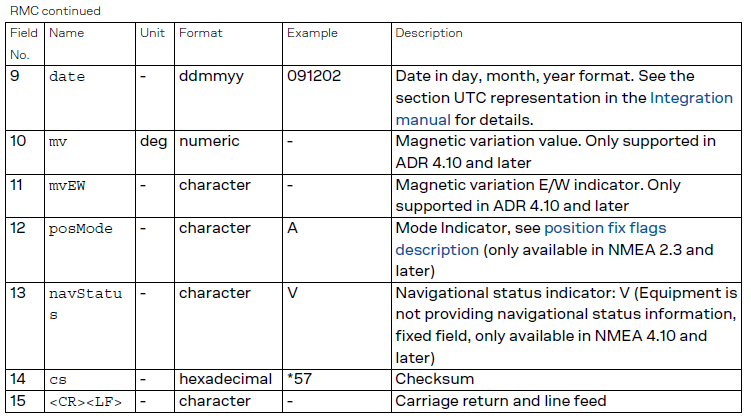 RMC continued
Field No. Name Unit Format Example Description
9 date - ddmmyy 091202 Date in day, month, year format. See the
section UTC representation in the Integration
manual for details.
10 mv deg numeric - Magnetic variation value. Only supported in
ADR 4.10 and later
11 mvEW - character - Magnetic variation E/W indicator. Only
supported in ADR 4.10 and later
12 posMode - character A Mode Indicator, see position fix flags
description (only available in NMEA 2.3 and
later)
13 navStatu
s - character V Navigational status indicator: V (Equipment is
not providing navigational status information,
fixed field, only available in NMEA 4.10 and
later)
14 cs - hexadecimal *57 Checksum
15 <CR><LF> - character - Carriage return and line feed